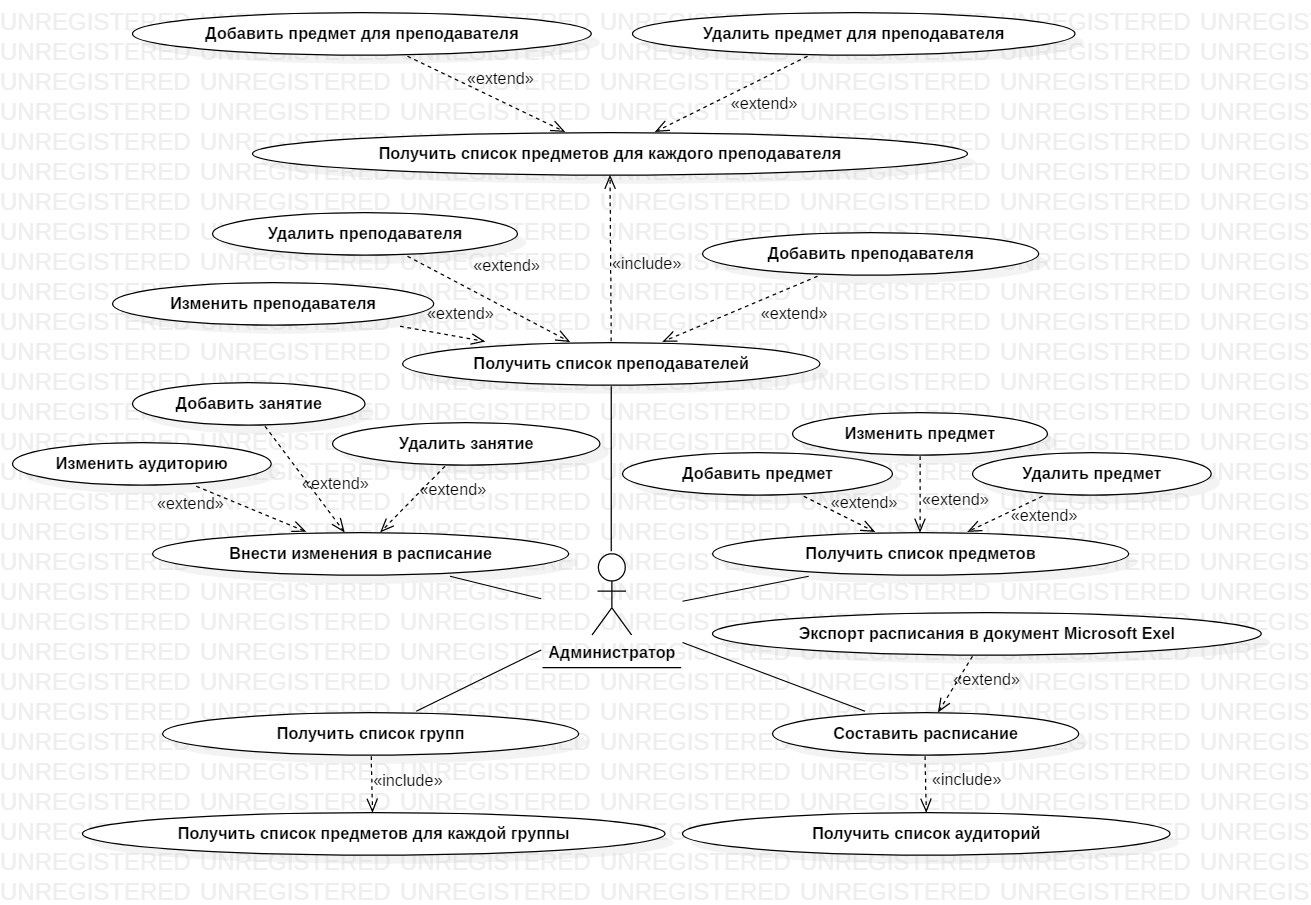 Добавить предмет для преподавателя
Удалить предмет для преподавателя
«extend»
«extend»
Получить список предметов для каждого преподавателя
Удалить преподавателя
Добавить преподавателя
«extend»
«include»
Изменить преподавателя
«extend»
«extend»
Получить список преподавателей
Добавить занятие
Удалить занятие
Изменить предмет
Изменить аудиторию
Добавить предмет
Удалить предмет
«extend»
«extend»
«extend»
«extend»
«extend»
«extend»
Внести изменения в расписание
Получить список предметов
Экспорт расписания в документ Microsoft Exel
Администратор
«extend»
Получить список групп
Составить расписание
«include»
«include»
Получить список предметов для каждой группы
Получить список аудиторий
UNREGISTERED